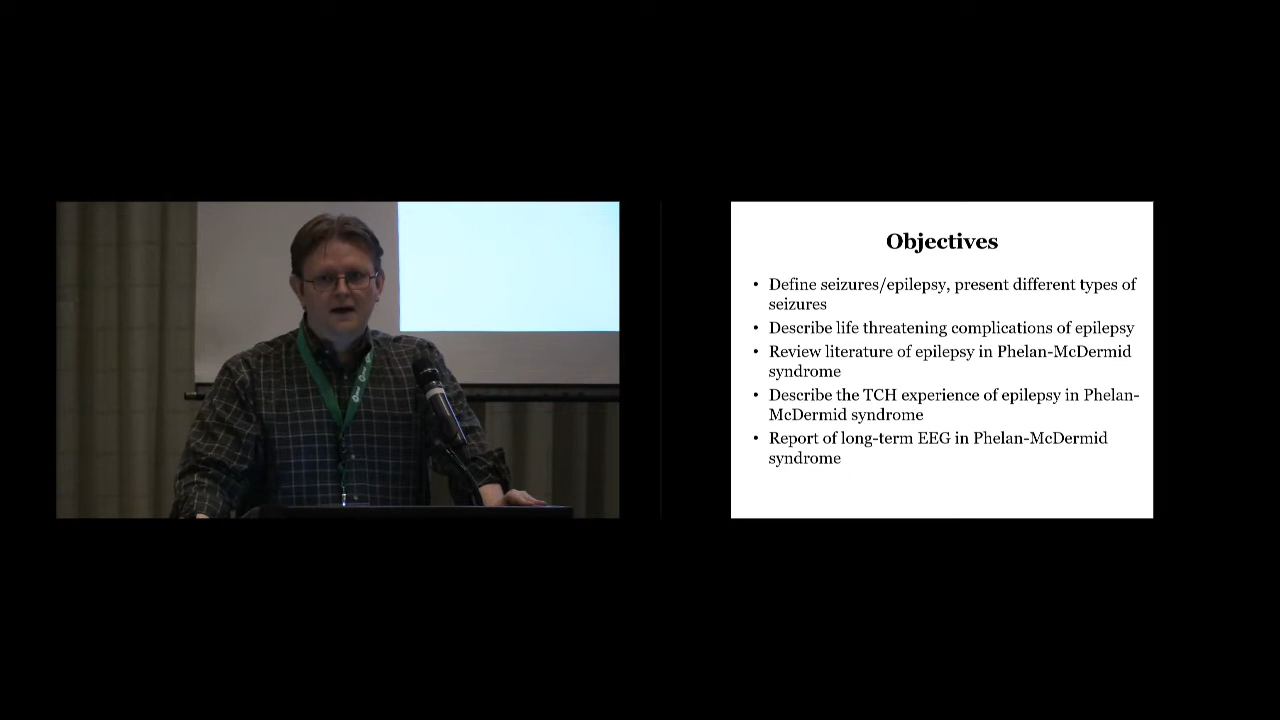 Objectives
• Define seizures/epilepsy, present different types of
seizures
• Describe life threatening complications of epilepsy
• Review literature of epilepsy in Phelan-McDermid
syndrome
• Describe the TCH experience of epilepsy in Phelan-
McDermid syndrome
• Report of long-term EEG in Phelan-McDermid
syndrome